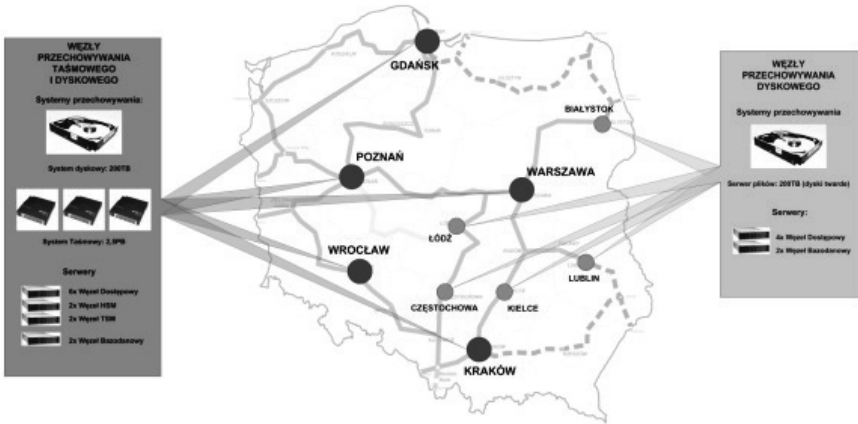 WĘZŁY
PRZECHOWYWANIA
TAŚMOWEGO
I DYSKOWEGO
Systemy przechowywania:
System dyskowy: 200TB
System Taśmowy: 2,5PB
Serwery
6x Węzeł Dostępowy
2x Węzeł HSM
2x Węzeł TSM
2x Węzeł Bazodanowy
GDAŃSK
BIAŁYSTOK
POZNAŃ
WARSZAWA
ŁÓDŹ
WROCŁAW
LUBLIN
CZĘSTOCHOWA
KIELCE
KRAKÓW
WĘZŁY
PRZECHOWYWANIA
DYSKOWEGO
Systemy przechowywania
Serwer plików: 200TB (dyski twarde)
Serwery:
4x Węzeł Dostępowy
2x Węzeł Bazodanowy